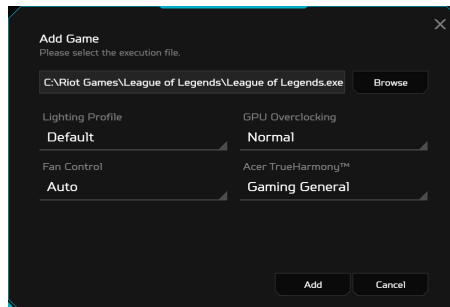 Add Game
Please select the execution file.
C:\Riot Games\League of Legends\League of Legends.exe Browse
Lighting Profile GPU Overclocking
Default Normal
Fan Control Acer TrueHarmony™
Auto Gaming General
Add Cancel